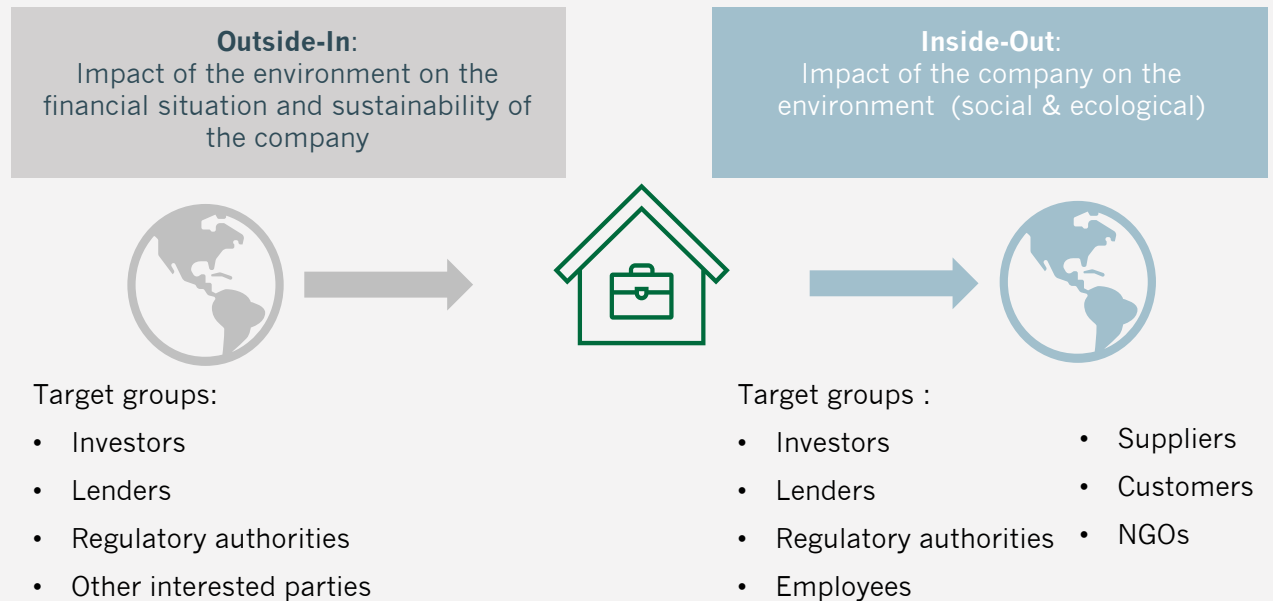 Outside-In:
Impact of the environment on the
financial situation and sustainability of
the company
Inside-Out:
Impact of the company on the
environment (social & ecological)
Target groups:
• Investors
• Lenders
• Regulatory authorities
• Other interested parties
Target groups :
• Investors
• Lenders
• Regulatory authorities
• Employees
• Suppliers
• Customers
• NGOs